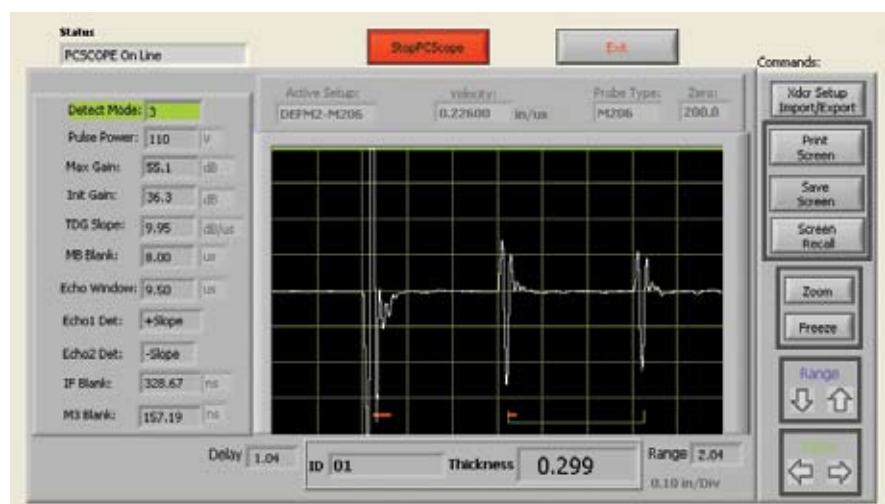 Status
PCSCOPE On Line
StopPCScope
Exit
Commands:
Active Setup:
Velocity:
Probe Type:
Zero:
DEFM2-M206
0.22600
in/us
M206
200.0
Xdcr Setup
Import/Export
Detect Mode: 3
Pulse Power: 110 V
Max Gain: 55.1 dB
Init Gain: 36.3 dB
TDG Slope: 9.95 dB/us
MB Blank: 8.00 us
Echo Window: 9.50 us
Echo1 Det: +Slope
Echo2 Det: -Slope
IF Blank: 328.67 ns
M3 Blank: 157.19 ns
Print
Screen
Save
Screen
Screen
Recall
Zoom
Freeze
Range
Delay 1.04
ID 01
Thickness 0.299
Range 2.04
0.10 in/Div